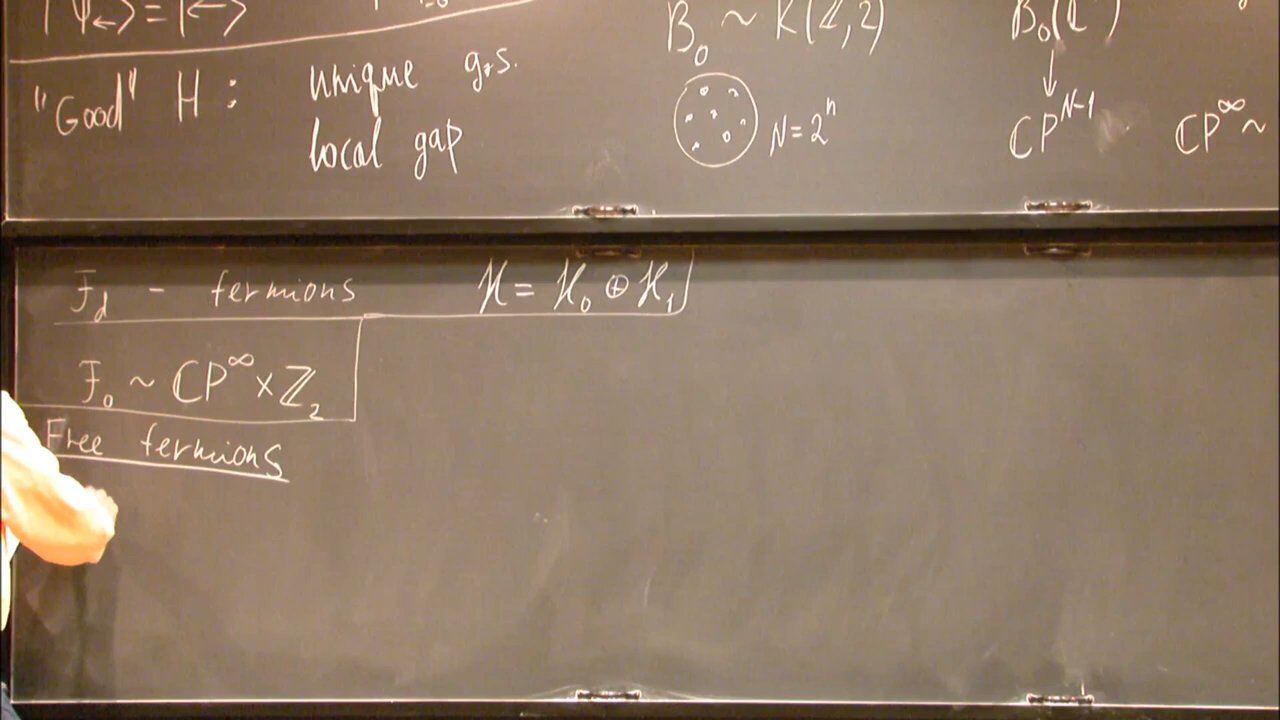 |Ψ←⟩ = |←⟩
"Good" H : unique g.s.
local gap
B₀ ~ K(ℤ,2)
N = 2ⁿ
B₀(ℂ )
↓
ℂPᴺ⁻¹ ℂP^∞ ~
F_d - fermions ℋ = ℋ₀ ⊕ ℋ₁
F₀ ~ ℂP^∞ × ℤ₂
Free fermions